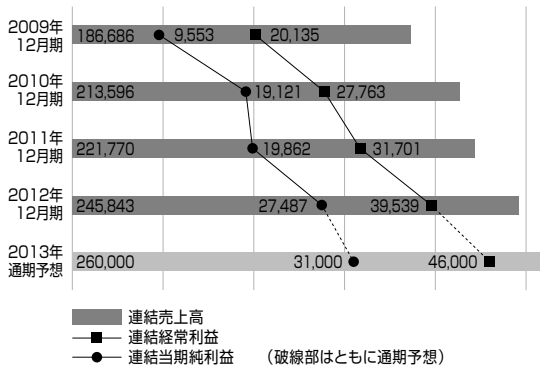 2009年
12月期
186,686 9,553 20,135
2010年
12月期
213,596 19,121 27,763
2011年
12月期
221,770 19,862 31,701
2012年
12月期
245,843 27,487 39,539
2013年
通期予想
260,000 31,000 46,000
連結売上高
連結経常利益
連結当期純利益 (破線部はともに通期予想)